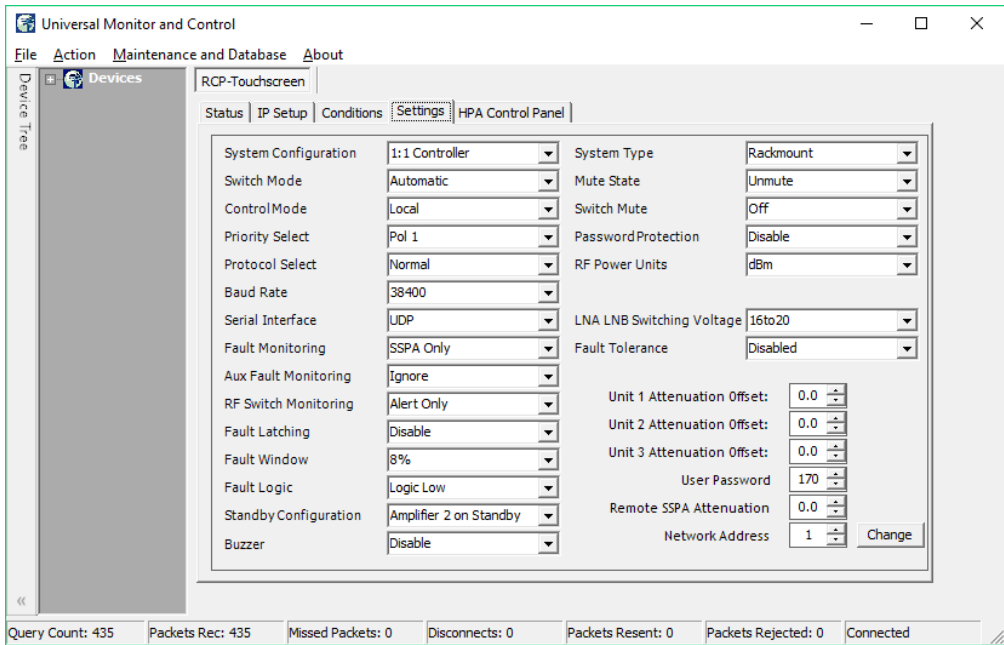 Universal Monitor and Control
File Action Maintenance and Database About
Device Tree
Devices
RCP-Touchscreen
Status IP Setup Conditions Settings HPA Control Panel
System Configuration 1:1 Controller System Type Rackmount
Switch Mode Automatic Mute State Unmute
Control Mode Local Switch Mute Off
Priority Select Pol 1 Password Protection Disable
Protocol Select Normal RF Power Units dBm
Baud Rate 38400
Serial Interface UDP LNA LNB Switching Voltage 16to20
Fault Monitoring SSPA Only Fault Tolerance Disabled
Aux Fault Monitoring Ignore
Unit 1 Attenuation Offset: 0.0
RF Switch Monitoring Alert Only
Unit 2 Attenuation Offset: 0.0
Fault Latching Disable
Unit 3 Attenuation Offset: 0.0
Fault Window 8%
User Password 170
Fault Logic Logic Low
Remote SSPA Attenuation 0.0
Standby Configuration Amplifier 2 on Standby
Network Address 1 Change
Buzzer Disable
«
Query Count: 435 Packets Rec: 435 Missed Packets: 0 Disconnects: 0 Packets Resent: 0 Packets Rejected: 0 Connected